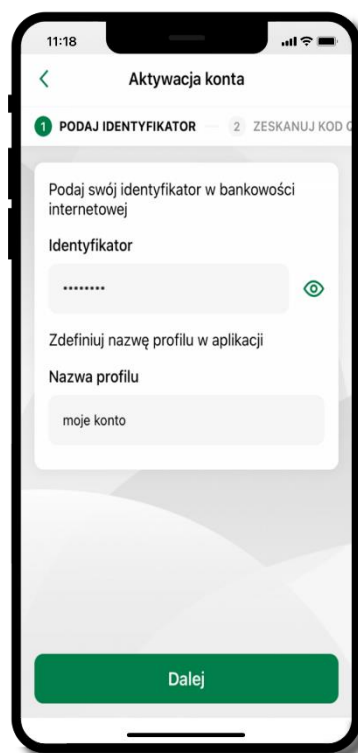 11:18
Aktywacja konta
1 PODAJ IDENTYFIKATOR 2 ZESKANUJ KOD
Podaj swój identyfikator w bankowości
internetowej
Identyfikator
••••••••
Zdefiniuj nazwę profilu w aplikacji
Nazwa profilu
moje konto
Dalej